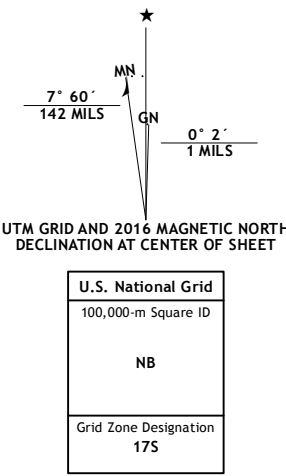 ★
MN
7° 60´
142 MILS
GN
0° 2´
1 MILS
UTM GRID AND 2016 MAGNETIC NORTH
DECLINATION AT CENTER OF SHEET
U.S. National Grid
100,000-m Square ID
NB
Grid Zone Designation
17S